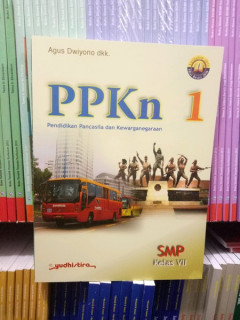 Agus Dwiyono dkk.
PPKn 1
Pendidikan Pancasila dan Kewarganegaraan
SMP
Kelas VII
yudhistira